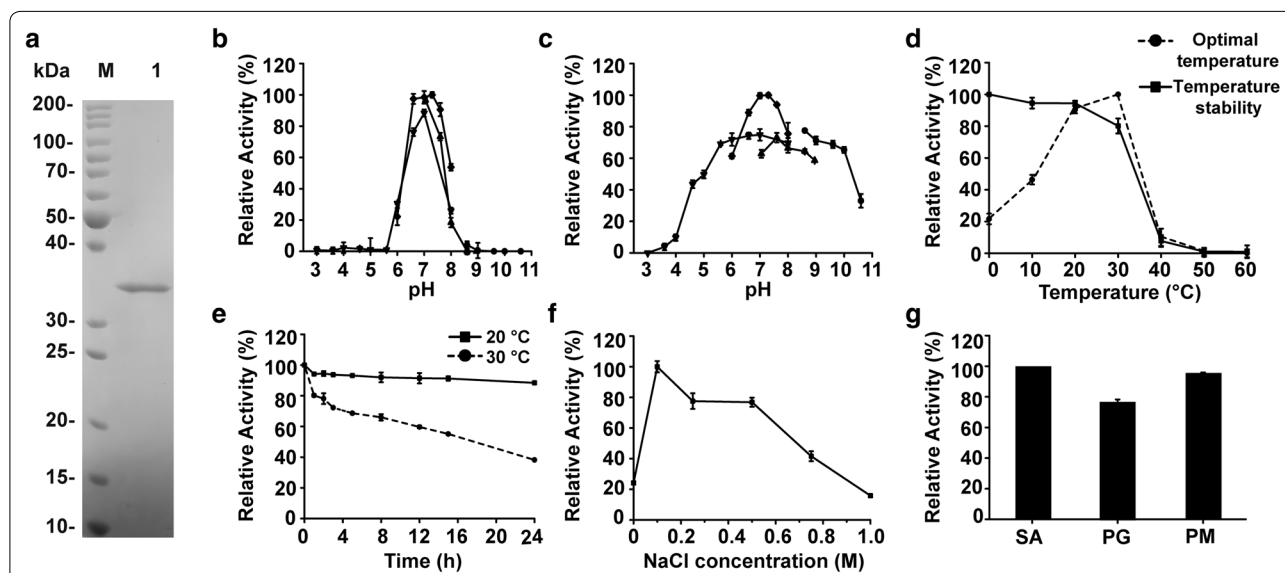 a
kDa M 1
200-
100-
70-
50-
40-
30-
25-
20-
15-
10-
b
Relative Activity (%)
120
100
80
60
40
20
0
3 4 5 6 7 8 9 10 11
pH
c
Relative Activity (%)
120
100
80
60
40
20
0
3 4 5 6 7 8 9 10 11
pH
d
Optimal temperature
Temperature stability
Relative Activity (%)
120
100
80
60
40
20
0
0 10 20 30 40 50 60
Temperature (°C)
e
20 °C
30 °C
Relative Activity (%)
120
100
80
60
40
20
0
0 4 8 12 16 20 24
Time (h)
f
Relative Activity (%)
120
100
80
60
40
20
0
0 0.2 0.4 0.6 0.8 1.0
NaCl concentration (M)
g
Relative Activity (%)
120
100
80
60
40
20
0
SA PG PM